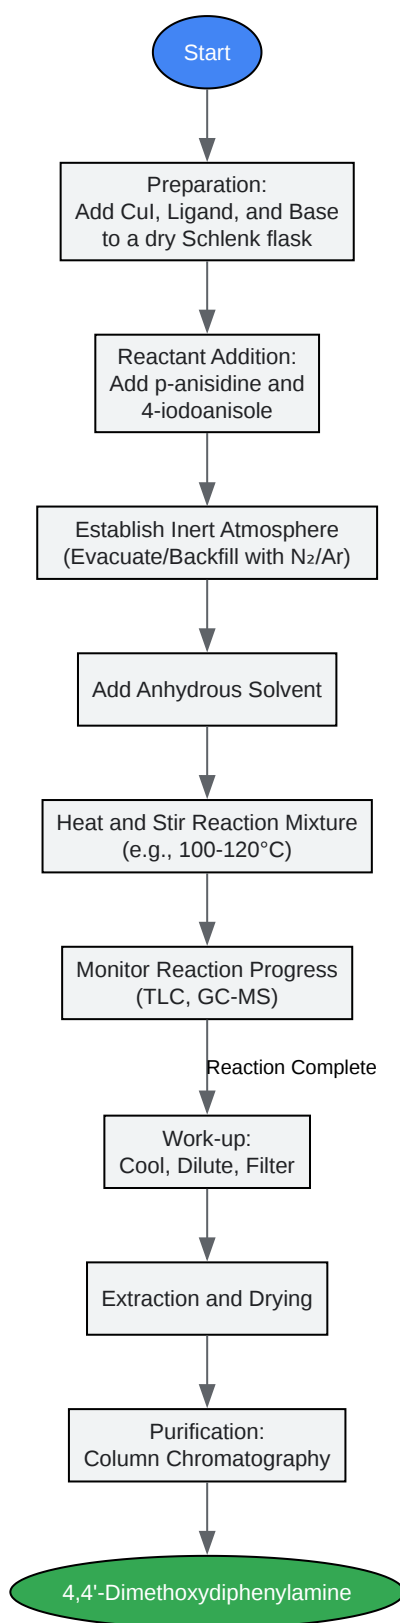 Start
Preparation:
Add CuI, Ligand, and Base
to a dry Schlenk flask
Reactant Addition:
Add p-anisidine and
4-iodoanisole
Establish Inert Atmosphere
(Evacuate/Backfill with N₂/Ar)
Add Anhydrous Solvent
Heat and Stir Reaction Mixture
(e.g., 100-120°C)
Monitor Reaction Progress
(TLC, GC-MS)
Reaction Complete
Work-up:
Cool, Dilute, Filter
Extraction and Drying
Purification:
Column Chromatography
4,4'-Dimethoxydiphenylamine